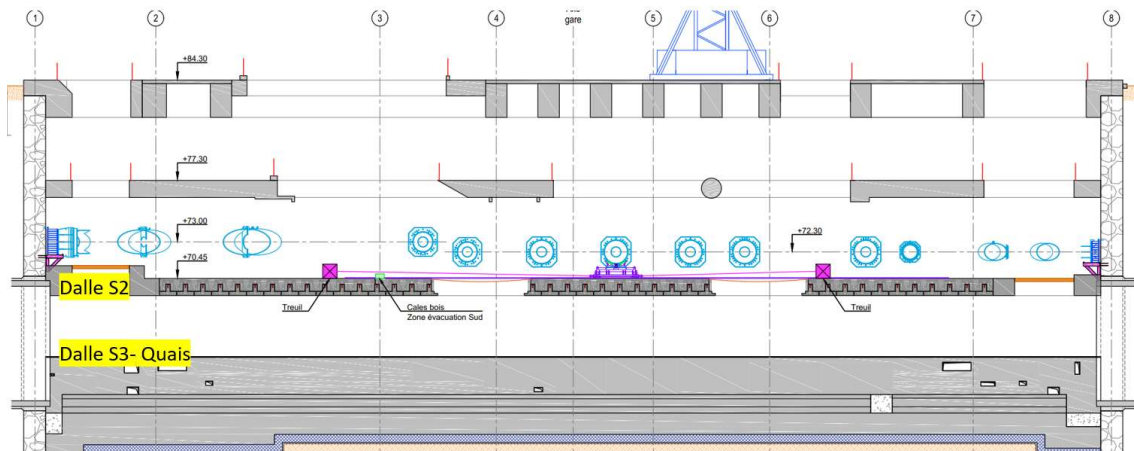 gare
1
2
3
4
5
6
7
8
+84.30
+77.30
+73.00
+72.30
+70.45
Dalle S2
Treuil
Cales bois
Zone évacuation Sud
Treuil
Dalle S3- Quais